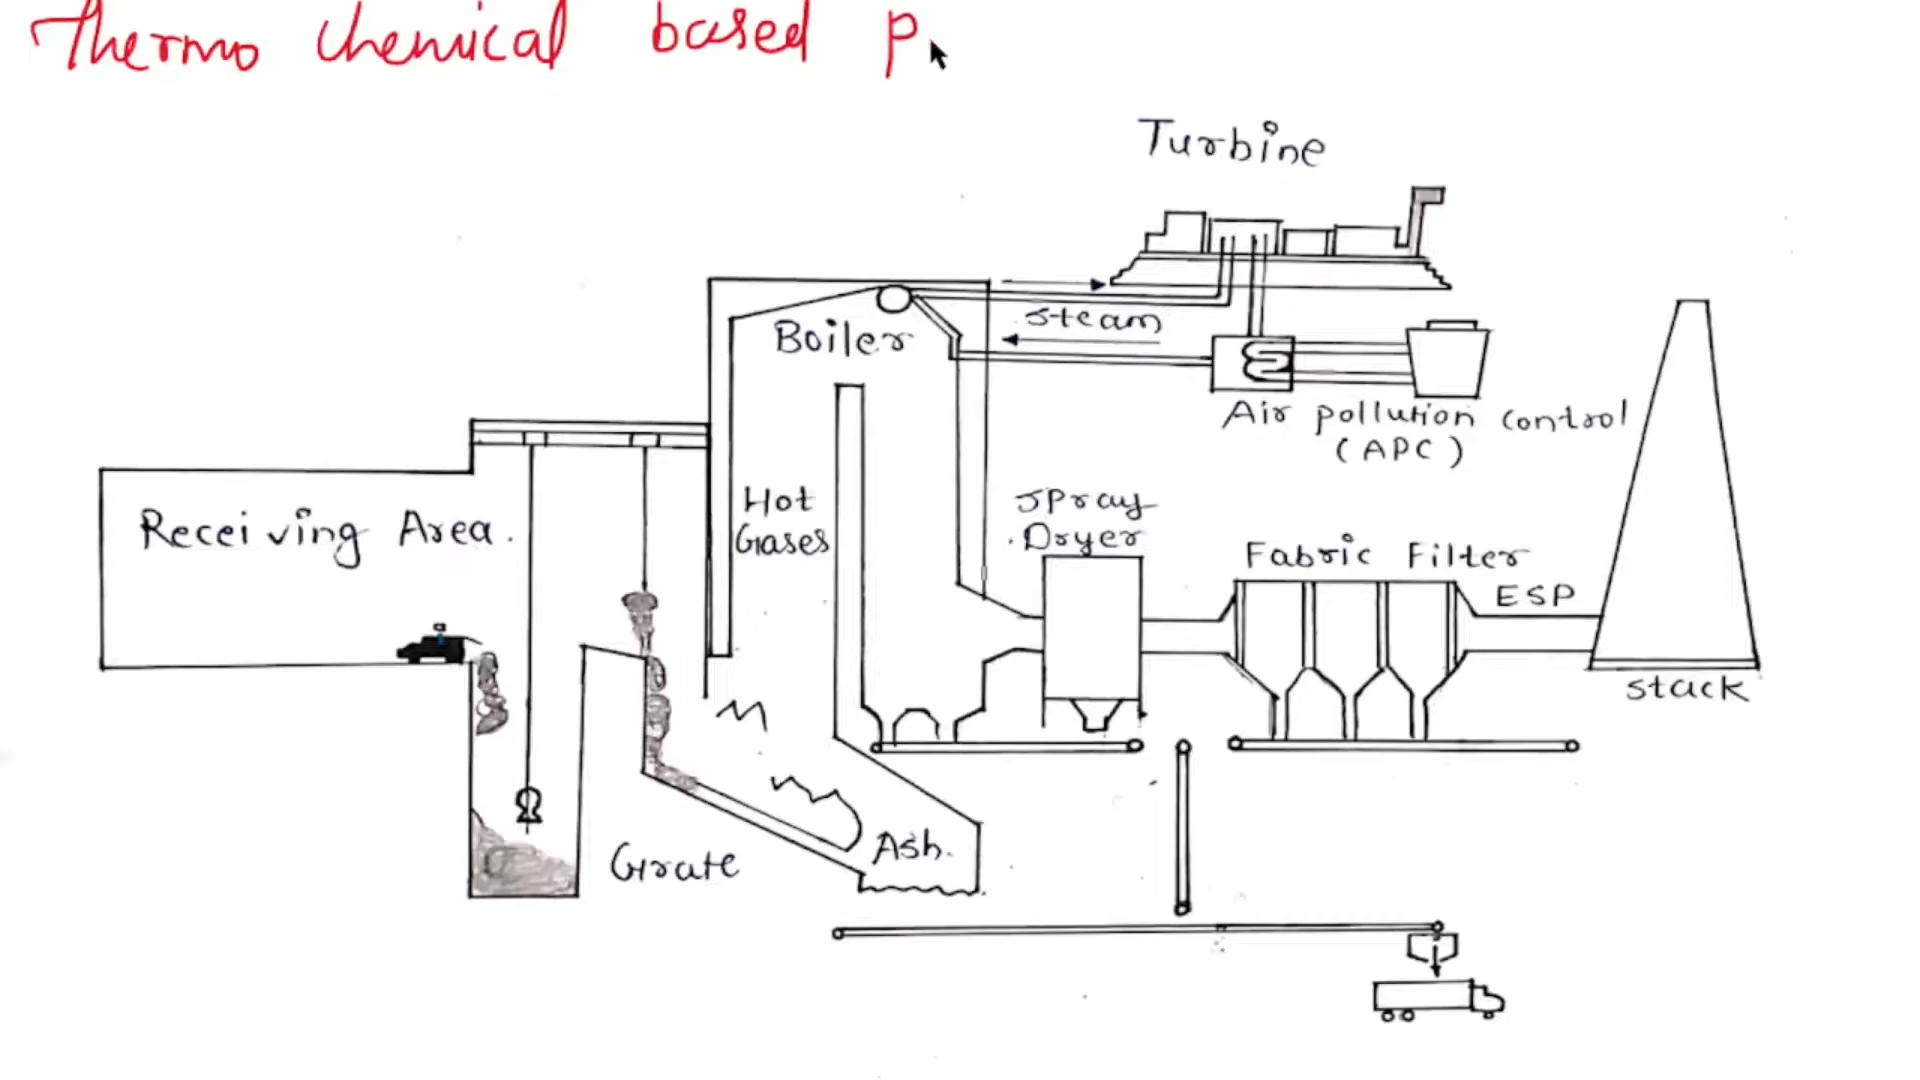 Thermo chemical based P
Turbine
steam
Boiler
Air pollution control
(APC)
Hot
Gases
Spray
Dryer
Receiving Area.
Fabric Filter
ESP
stack
Grate
Ash.